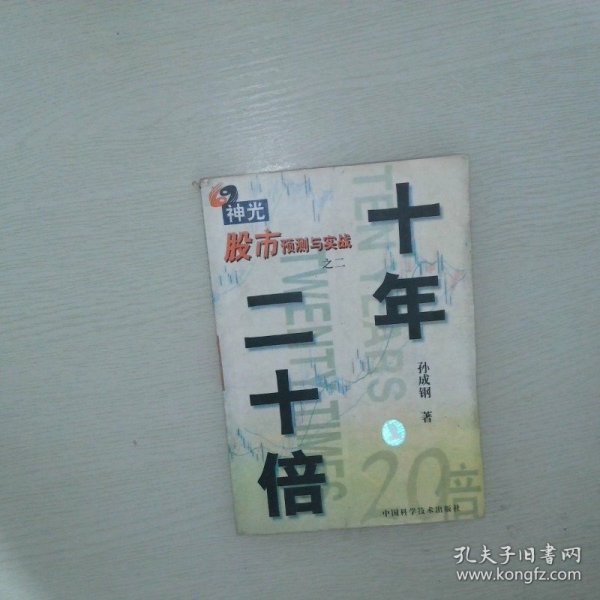 神光
股市预测与实战
之二
十年
二十倍
TEN YEARS
TWENTY TIMES
孙成钢 著
20倍
中国科学技术出版社
孔夫子旧书网
www.kongfz.com